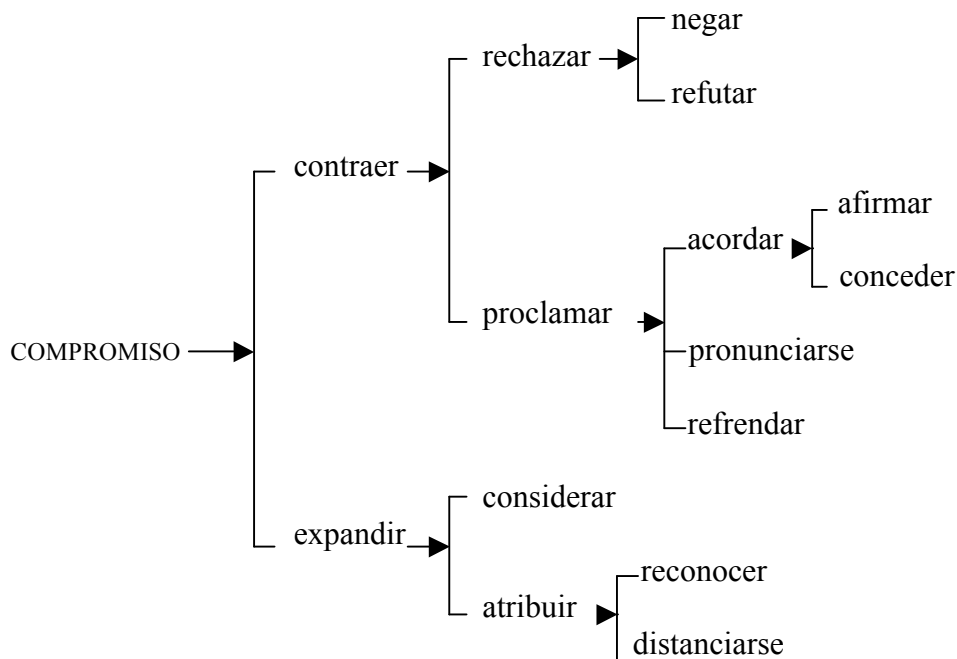 negar
rechazar
refutar
contraer
afirmar
acordar
conceder
proclamar
COMPROMISO
pronunciarse
refrendar
considerar
expandir
reconocer
atribuir
distanciarse